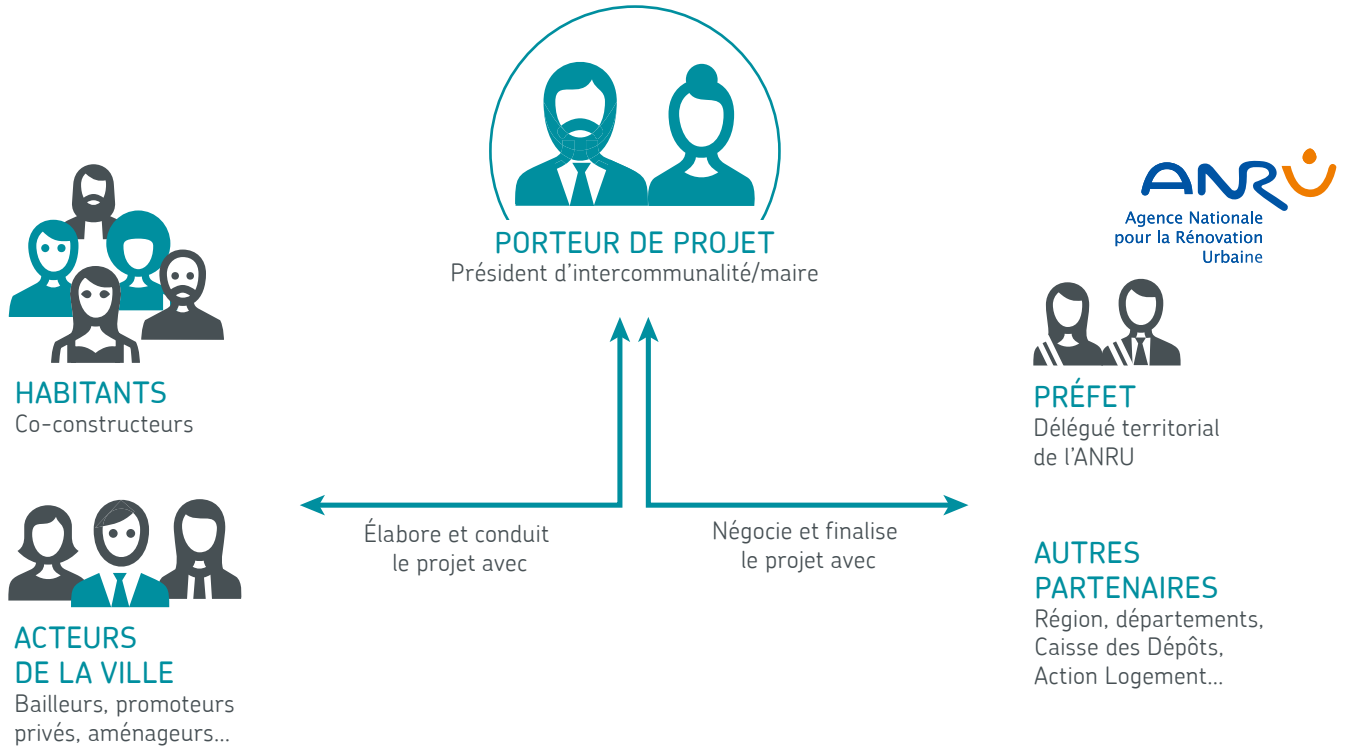 PORTEUR DE PROJET
Président d'intercommunalité/maire
HABITANTS
Co-constructeurs
ACTEURS
DE LA VILLE
Bailleurs, promoteurs
privés, aménageurs...
Élabore et conduit
le projet avec
Négocie et finalise
le projet avec
ANRU
Agence Nationale
pour la Rénovation
Urbaine
PRÉFET
Délégué territorial
de l'ANRU
AUTRES
PARTENAIRES
Région, départements,
Caisse des Dépôts,
Action Logement...